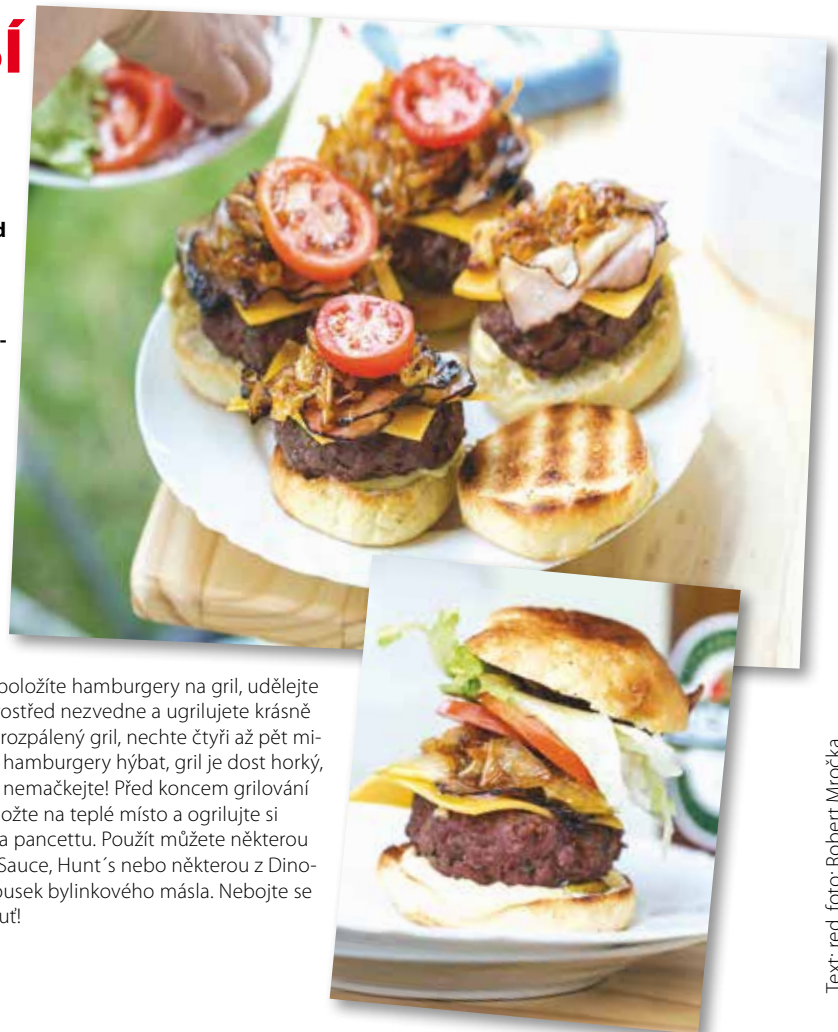 položíte hamburgery na gril, udělejte
ostřed nezvedne a ugrilujete krásně
rozpálený gril, nechte čtyři až pět mi-
hamburgery hýbat, gril je dost horký,
nemačkejte! Před koncem grilování
ožte na teplé místo a ogrilujte si
a pancettu. Použít můžete některou
Sauce, Hunt´s nebo některou z Dino-
ousek bylinkového másla. Nebojte se
uť!
Text: red, foto: Robert Mročka